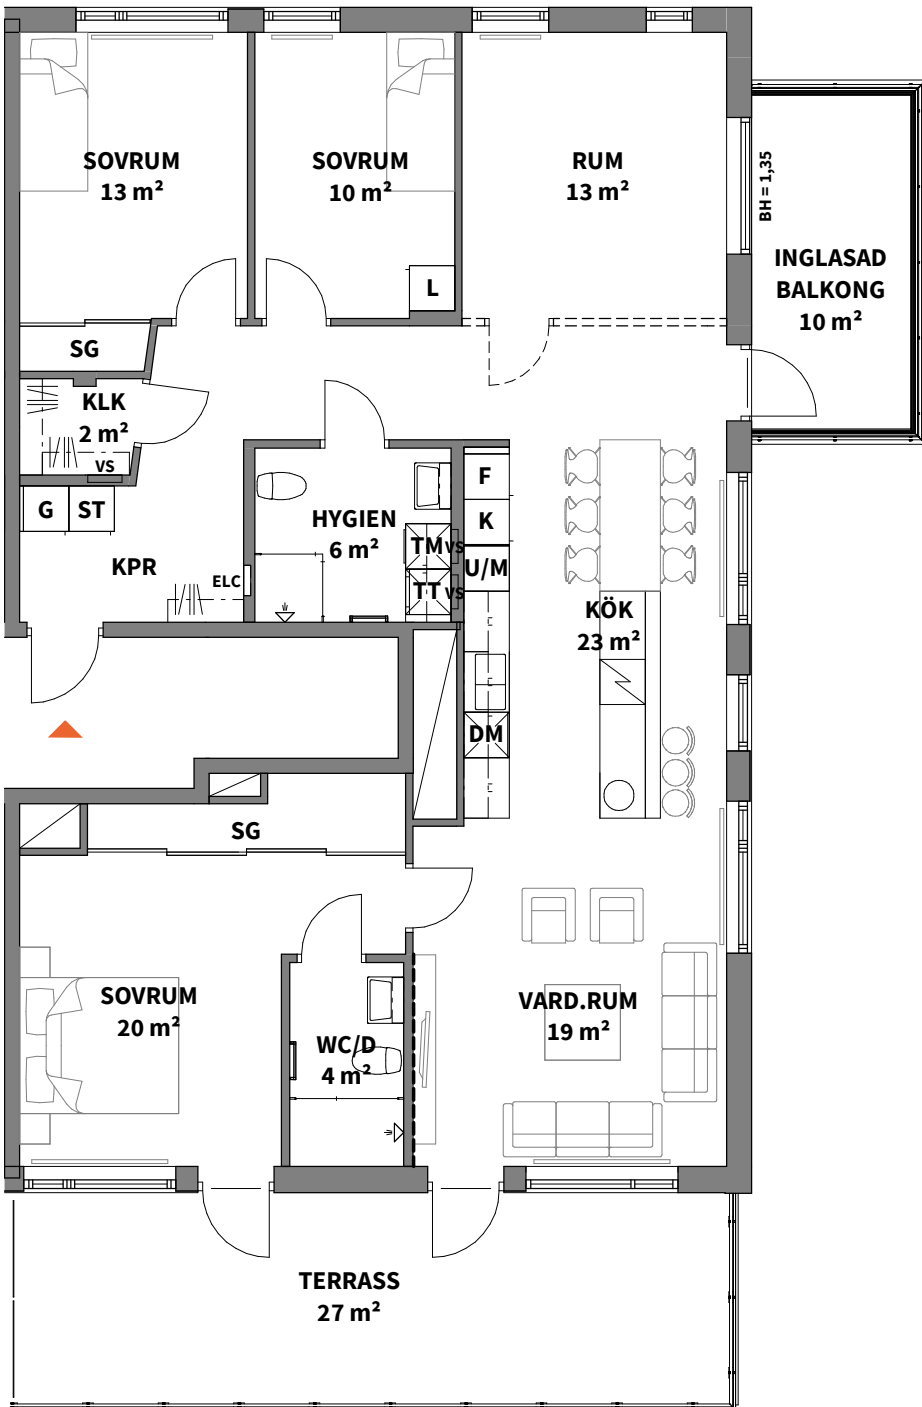 SOVRUM
13 m²
SOVRUM
10 m²
RUM
13 m²
BH = 1,35
INGLASAD
BALKONG
10 m²
L
SG
KLK
2 m²
VS
G
ST
KPR
ELC
HYGIEN
6 m²
TM
VS
TT
VS
F
K
U/M
DM
KÖK
23 m²
SG
SOVRUM
20 m²
WC/D
4 m²
VARD.RUM
19 m²
TERRASS
27 m²